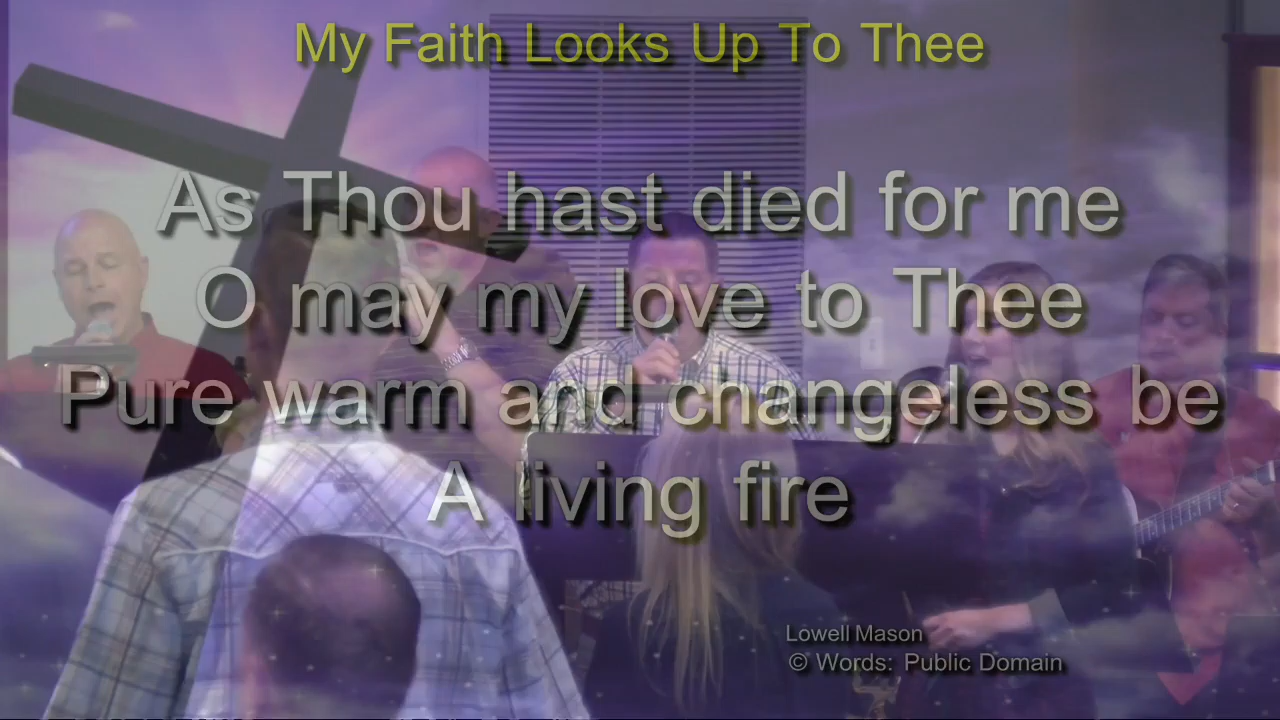 My Faith Looks Up To Thee
As Thou hast died for me
O may my love to Thee
Pure warm and changeless be
A living fire
Lowell Mason
© Words: Public Domain